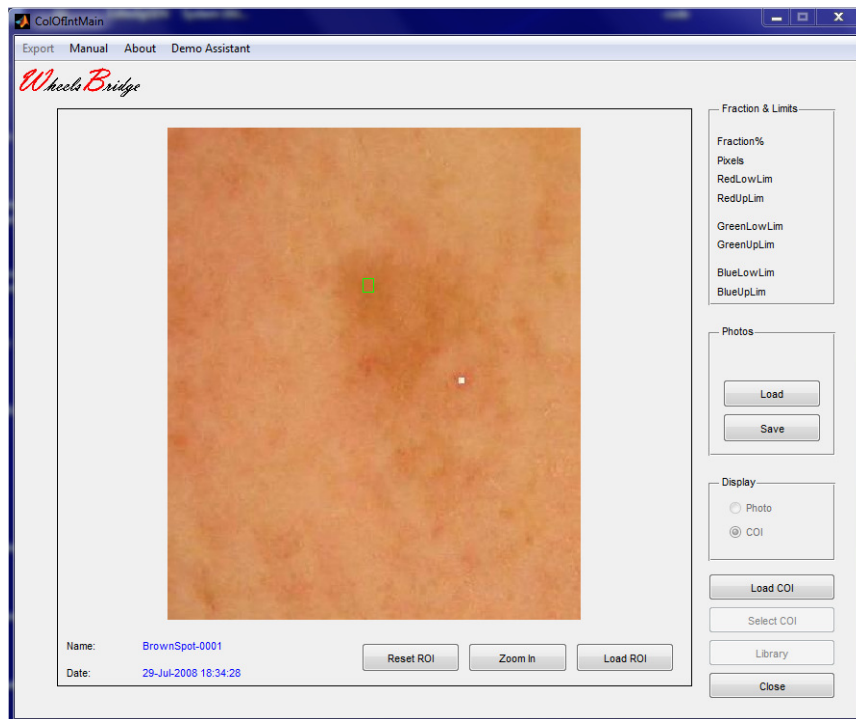 ColOfIntMain
Export Manual About Demo Assistant
WheelsBridge
Fraction & Limits
Fraction%
Pixels
RedLowLim
RedUpLim
GreenLowLim
GreenUpLim
BlueLowLim
BlueUpLim
Photos
Load
Save
Display
Photo
COI
Load COI
Select COI
Library
Close
Name: BrownSpot-0001
Date: 29-Jul-2008 18:34:28
Reset ROI Zoom In Load ROI